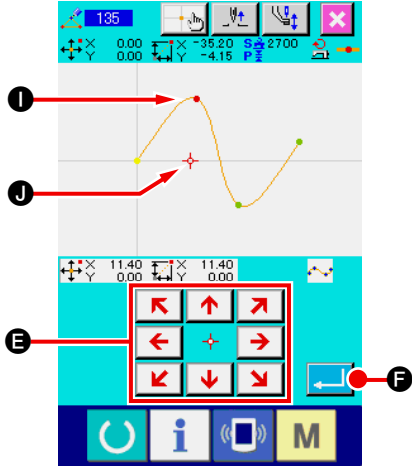 135
X 0.00 X -35.20 S 2700
Y 0.00 Y -4.15 P
I
J
X 11.40 X 11.40
Y 0.00 Y 0.00
E
F
i M